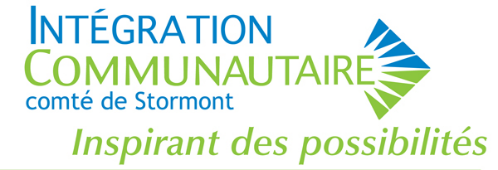 INTÉGRATION
COMMUNAUTAIRE
comté de Stormont
Inspirant des possibilités